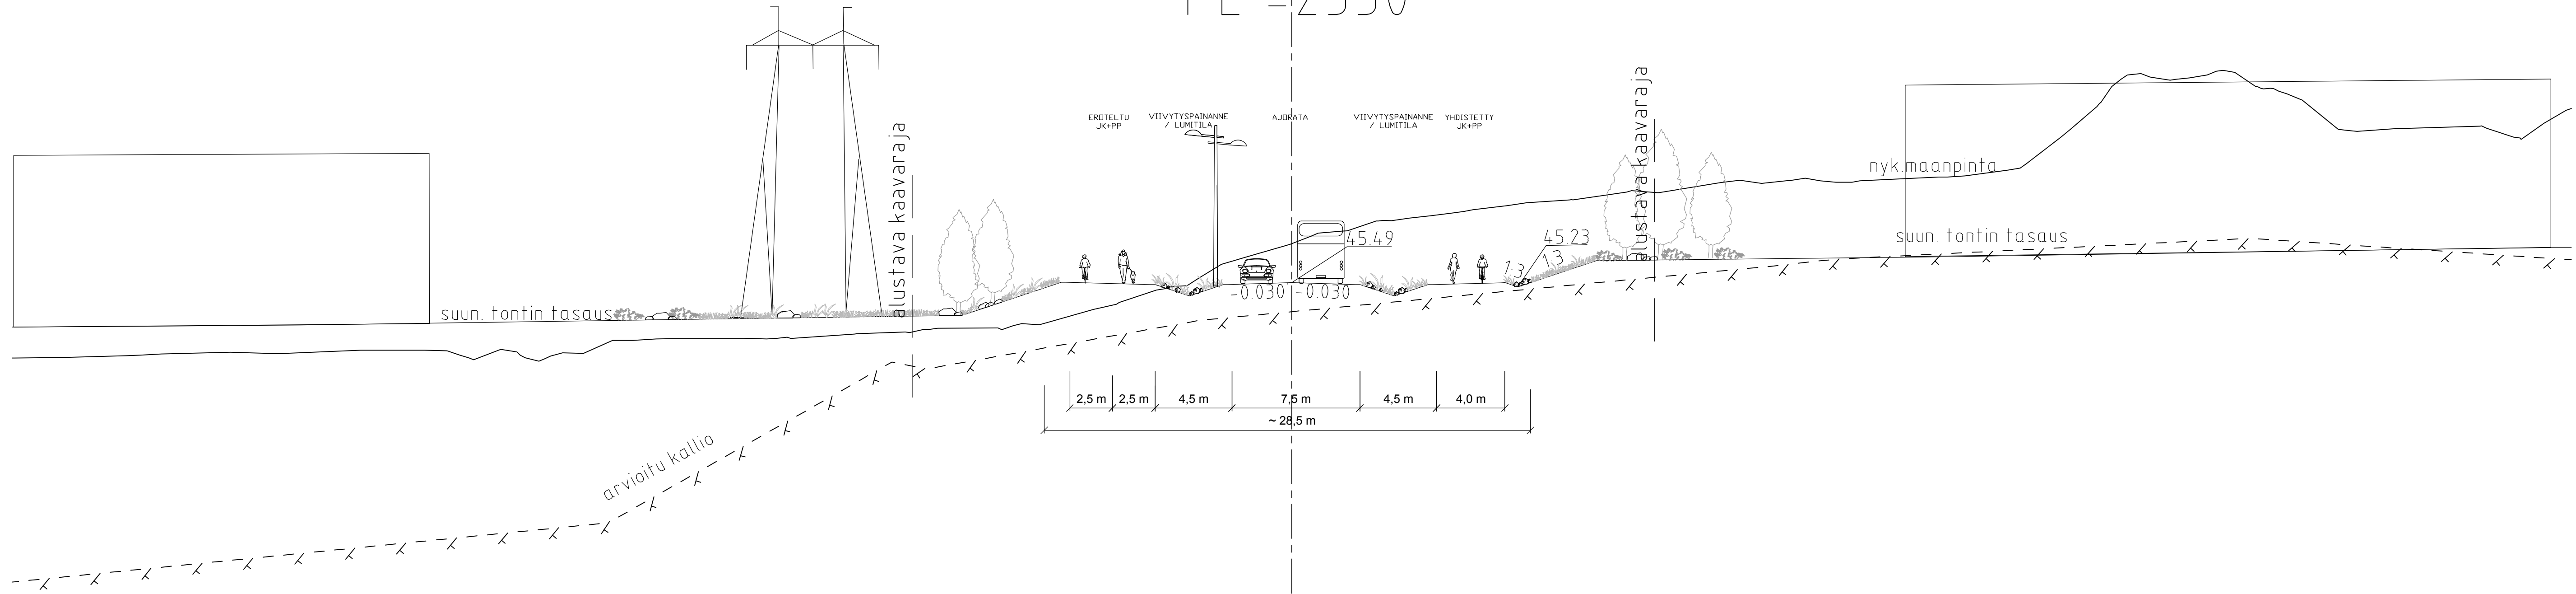 PL =2550
EROTELTU
JK+PP
VIIVYTYSPAINANNE
/ LUMITILA
AJORATA
VIIVYTYSPAINANNE
/ LUMITILA
YHDISTETTY
JK+PP
alustava kaavaraja
alustava kaavaraja
nyk.maanpinta
suun. tontin tasaus
45.49
45.23
1:3
1:3
-0.030
-0.030
suun. tontin tasaus
2,5 m
2,5 m
4,5 m
7,5 m
4,5 m
4,0 m
~ 28,5 m
arvioitu kallio